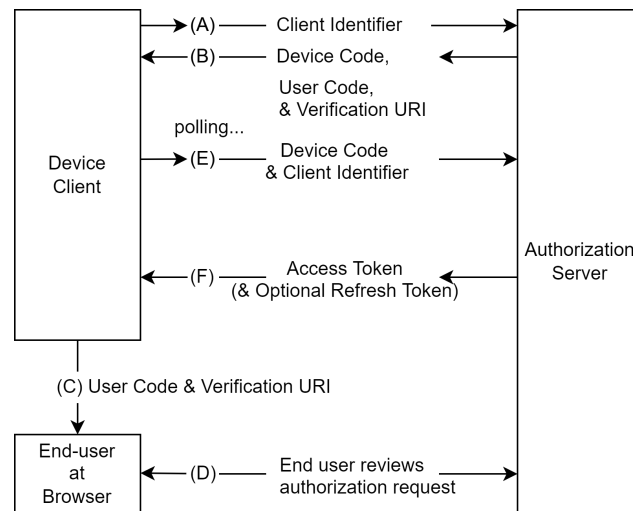 (A) Client Identifier
(B) Device Code,
User Code,
& Verification URI
polling...
(E) Device Code
& Client Identifier
Device
Client
Authorization
Server
(F) Access Token
(& Optional Refresh Token)
(C) User Code & Verification URI
End-user
at
Browser
(D) End user reviews
authorization request